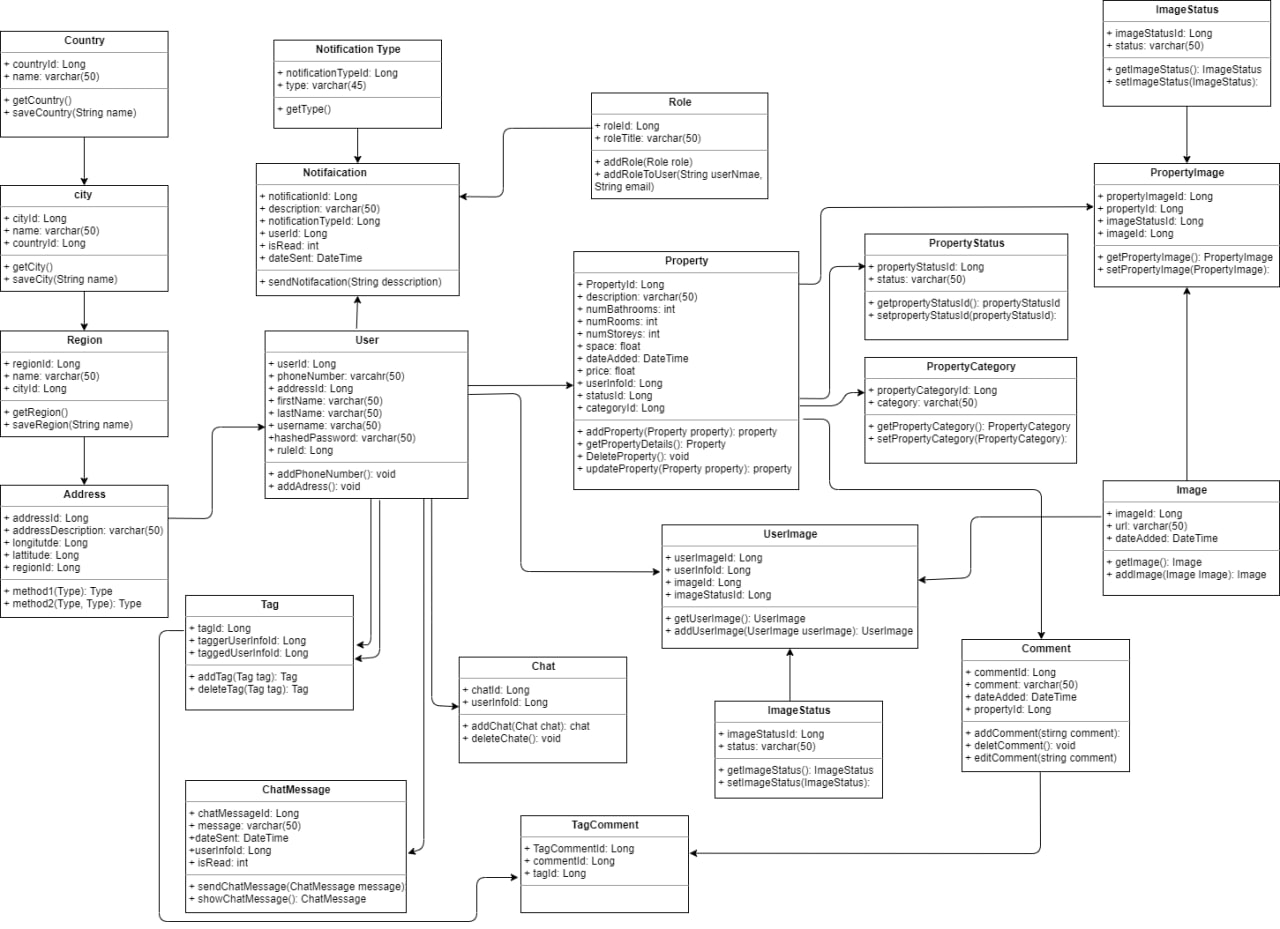 Country
+ countryId: Long
+ name: varchar(50)
+ getCountry()
+ saveCountry(String name)
city
+ cityId: Long
+ name: varchar(50)
+ countryId: Long
+ getCity()
+ saveCity(String name)
Region
+ regionId: Long
+ name: varchar(50)
+ cityId: Long
+ getRegion()
+ saveRegion(String name)
Address
+ addressId: Long
+ addressDescription: varchar(50)
+ longitutde: Long
+ lattitude: Long
+ regionId: Long
+ method1(Type): Type
+ method2(Type, Type): Type
Notification Type
+ notificationTypeId: Long
+ type: varchar(45)
+ getType()
Notifaication
+ notificationId: Long
+ description: varchar(50)
+ notificationTypeId: Long
+ userId: Long
+ isRead: int
+ dateSent: DateTime
+ sendNotifacation(String desscription)
User
+ userId: Long
+ phoneNumber: varcahr(50)
+ addressId: Long
+ firstName: varchar(50)
+ lastName: varchar(50)
+ username: varcha(50)
+hashedPassword: varchar(50)
+ ruleId: Long
+ addPhoneNumber(): void
+ addAdress(): void
Tag
+ tagId: Long
+ taggerUserInfoId: Long
+ taggedUserInfoId: Long
+ addTag(Tag tag): Tag
+ deleteTag(Tag tag): Tag
ChatMessage
+ chatMessageId: Long
+ message: varchar(50)
+dateSent: DateTime
+userInfoId: Long
+ isRead: int
+ sendChatMessage(ChatMessage message)
+ showChatMessage(): ChatMessage
Role
+ roleId: Long
+ roleTitle: varchar(50)
+ addRole(Role role)
+ addRoleToUser(String userNmae,
String email)
Property
+ PropertyId: Long
+ description: varchar(50)
+ numBathrooms: int
+ numRooms: int
+ numStoreys: int
+ space: float
+ dateAdded: DateTime
+ price: float
+ userInfoId: Long
+ statusId: Long
+ categoryId: Long
+ addProperty(Property property): property
+ getPropertyDetails(): Property
+ DeleteProperty(): void
+ updateProperty(Property property): property
Chat
+ chatId: Long
+ userInfoId: Long
+ addChat(Chat chat): chat
+ deleteChate(): void
TagComment
+ TagCommentId: Long
+ commentId: Long
+ tagId: Long
UserImage
+ userImageId: Long
+ userInfoId: Long
+ imageId: Long
+ imageStatusId: Long
+ getUserImage(): UserImage
+ addUserImage(UserImage userImage): UserImage
ImageStatus
+ imageStatusId: Long
+ status: varchar(50)
+ getImageStatus(): ImageStatus
+ setImageStatus(ImageStatus):
PropertyStatus
+ propertyStatusId: Long
+ status: varchar(50)
+ getpropertyStatusId(): propertyStatusId
+ setpropertyStatusId(propertyStatusId):
PropertyCategory
+ propertyCategoryId: Long
+ category: varchat(50)
+ getPropertyCategory(): PropertyCategory
+ setPropertyCategory(PropertyCategory):
ImageStatus
+ imageStatusId: Long
+ status: varchar(50)
+ getImageStatus(): ImageStatus
+ setImageStatus(ImageStatus):
PropertyImage
+ propertyImageId: Long
+ propertyId: Long
+ imageStatusId: Long
+ imageId: Long
+ getPropertyImage(): PropertyImage
+ setPropertyImage(PropertyImage):
Image
+ imageId: Long
+ url: varchar(50)
+ dateAdded: DateTime
+ getImage(): Image
+ addImage(Image Image): Image
Comment
+ commentId: Long
+ comment: varchar(50)
+ dateAdded: DateTime
+ propertyId: Long
+ addComment(stirng comment):
+ deletComment(): void
+ editComment(string comment)